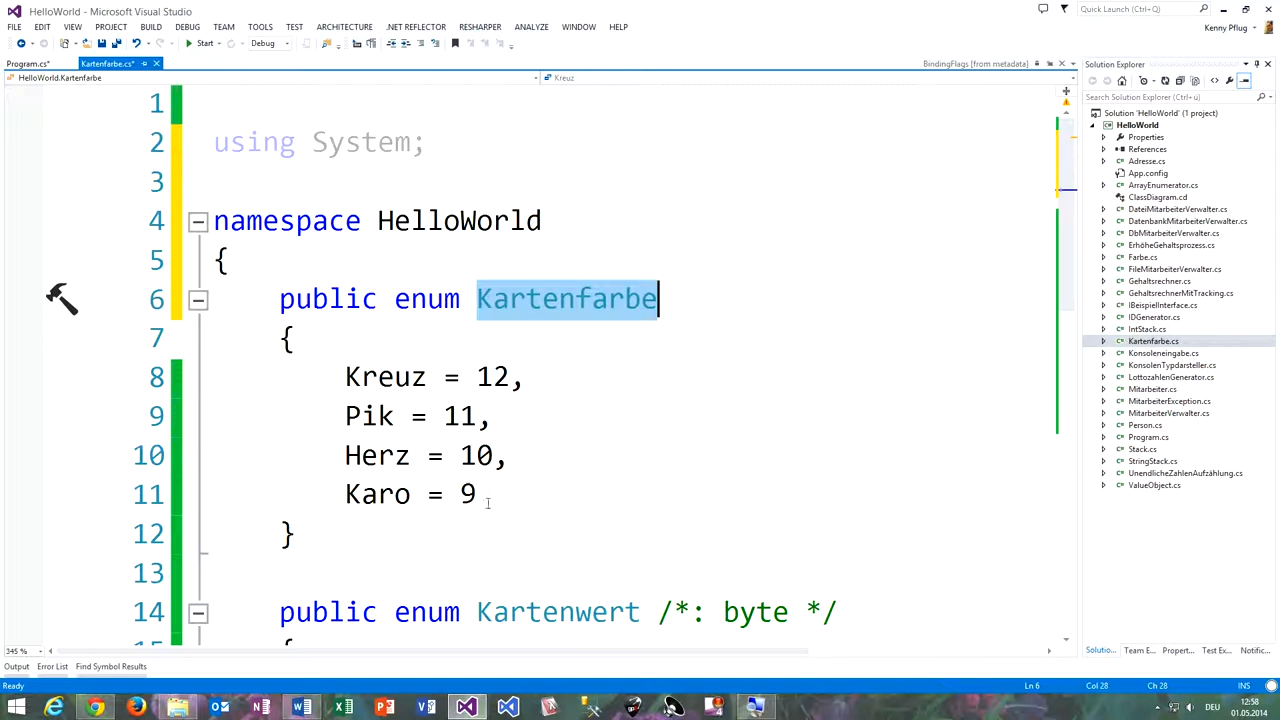 HelloWorld - Microsoft Visual Studio
Quick Launch (Ctrl+Q)
FILE EDIT VIEW PROJECT BUILD DEBUG TEAM TOOLS TEST ARCHITECTURE .NET REFLECTOR RESHARPER ANALYZE WINDOW HELP
Kenny Pflug
Start Debug
Program.cs*
Kartenfarbe.cs*
BindingFlags [from metadata]
HelloWorld.Kartenfarbe
Kreuz
1
2 using System;
3
4 namespace HelloWorld
5 {
6 public enum Kartenfarbe
7 {
8 Kreuz = 12,
9 Pik = 11,
10 Herz = 10,
11 Karo = 9
12 }
13
14 public enum Kartenwert /*: byte */
{
345 %
Solution Explorer
Search Solution Explorer (Ctrl+ü)
Solution 'HelloWorld' (1 project)
HelloWorld
Properties
References
Adresse.cs
App.config
ArrayEnumerator.cs
ClassDiagram.cd
DateiMitarbeiterVerwalter.cs
DatenbankMitarbeiterVerwalter.cs
DbMitarbeiterVerwalter.cs
ErhöheGehaltsprozess.cs
Farbe.cs
FileMitarbeiterVerwalter.cs
Gehaltsrechner.cs
GehaltsrechnerMitTracking.cs
IBeispielInterface.cs
IDGenerator.cs
IntStack.cs
Kartenfarbe.cs
Konsoleneingabe.cs
KonsolenTypdarsteller.cs
LottozahlenGenerator.cs
Mitarbeiter.cs
MitarbeiterException.cs
MitarbeiterVerwalter.cs
Person.cs
Program.cs
Stack.cs
StringStack.cs
UnendlicheZahlenAufzählung.cs
ValueObject.cs
Solutio... Team E... Propert... Test Ex... Notific...
Output Error List Find Symbol Results
Ready
Ln 6 Col 28 Ch 28 INS
DEU
12:58
01.05.2014